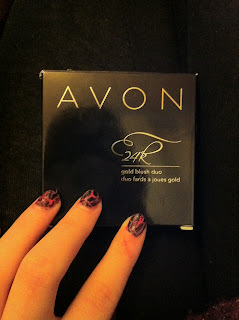 AVON
24k
gold blush duo
duo fards a joues gold